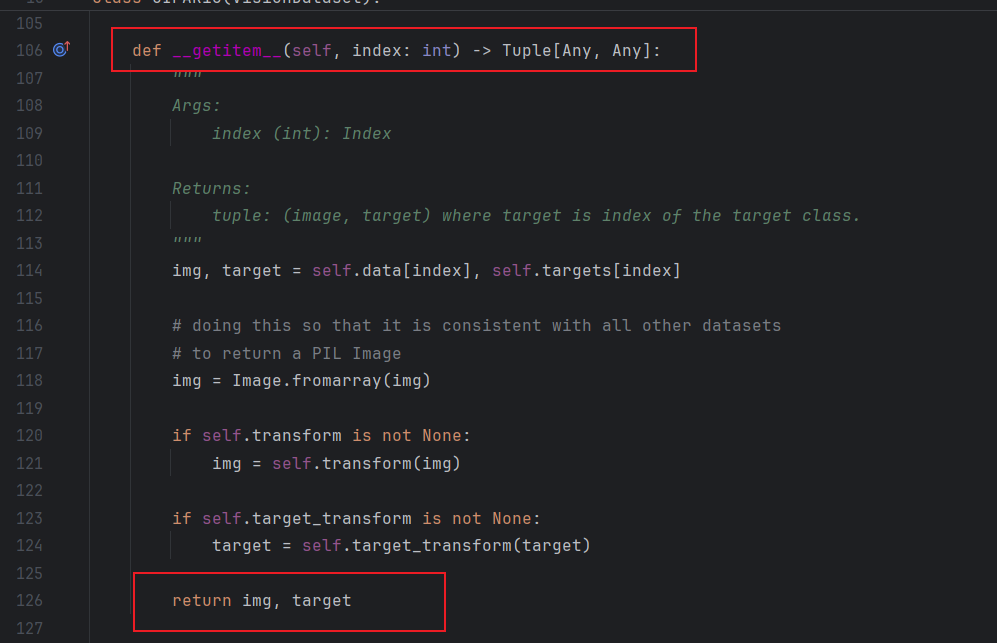 class CIFAR10(VisionDataset):
105
106 def __getitem__(self, index: int) -> Tuple[Any, Any]:
107 """
108 Args:
109 index (int): Index
110
111 Returns:
112 tuple: (image, target) where target is index of the target class.
113 """
114 img, target = self.data[index], self.targets[index]
115
116 # doing this so that it is consistent with all other datasets
117 # to return a PIL Image
118 img = Image.fromarray(img)
119
120 if self.transform is not None:
121 img = self.transform(img)
122
123 if self.target_transform is not None:
124 target = self.target_transform(target)
125
126 return img, target
127